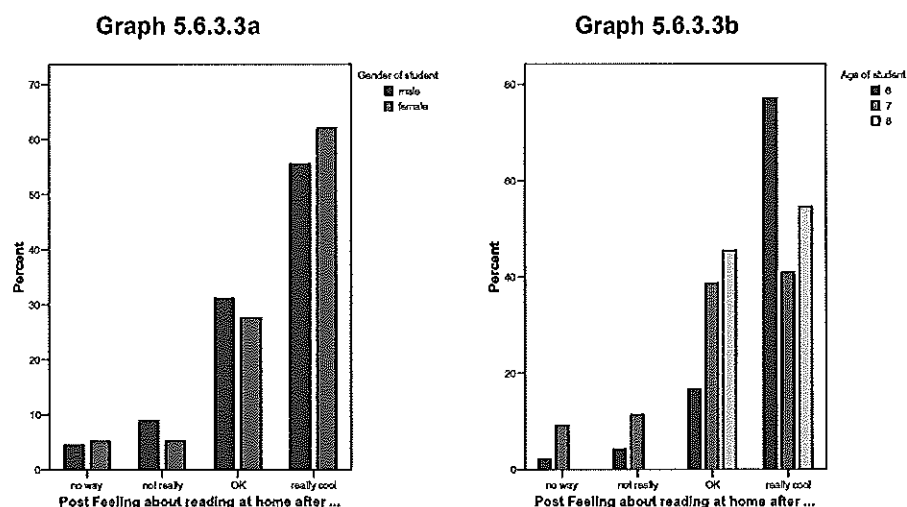 Graph 5.6.3.3a
Gender of student
male
female
Percent
70
60
50
40
30
20
10
0
no way
not really
OK
really cool
Post Feeling about reading at home after ...
Graph 5.6.3.3b
Age of student
6
7
8
Percent
80
60
40
20
0
no way
not really
OK
really cool
Post Feeling about reading at home after ...